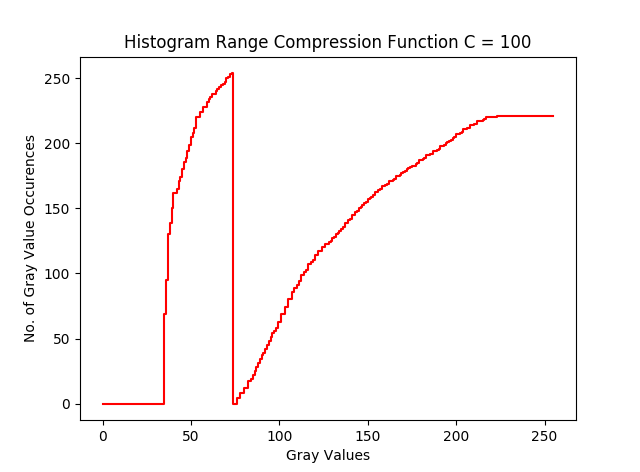 Histogram Range Compression Function C = 100
No. of Gray Value Occurences
250
200
150
100
50
0
0 50 100 150 200 250
Gray Values